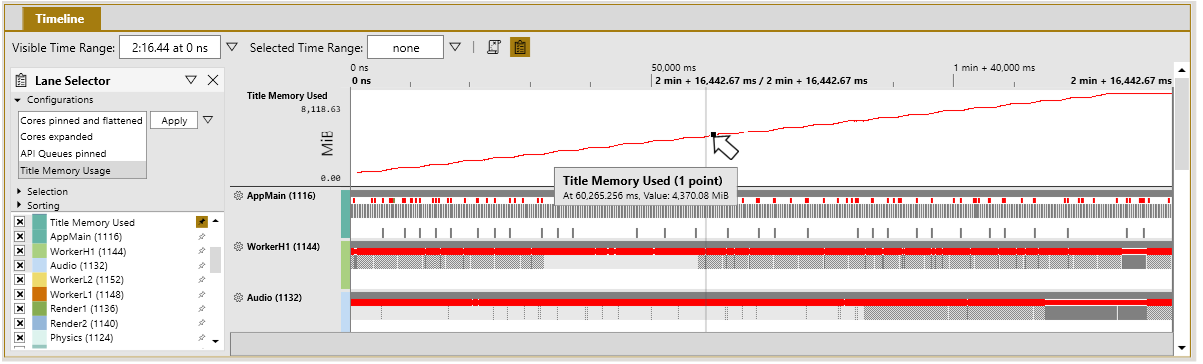 Timeline
Visible Time Range: 2:16.44 at 0 ns Selected Time Range: none
Lane Selector
Configurations
Cores pinned and flattened Apply
Cores expanded
API Queues pinned
Title Memory Usage
Selection
Sorting
Title Memory Used
AppMain (1116)
WorkerH1 (1144)
Audio (1132)
WorkerL2 (1152)
WorkerL1 (1148)
Render1 (1136)
Render2 (1140)
Physics (1124)
0 ns 50,000 ms 1 min + 40,000 ms
0 ns 2 min + 16,442.67 ms / 2 min + 16,442.67 ms 2 min + 16,442.67 ms
Title Memory Used
8,118.63
MiB
0.00
Title Memory Used (1 point)
At 60,265.256 ms, Value: 4,370.08 MiB
AppMain (1116)
WorkerH1 (1144)
Audio (1132)